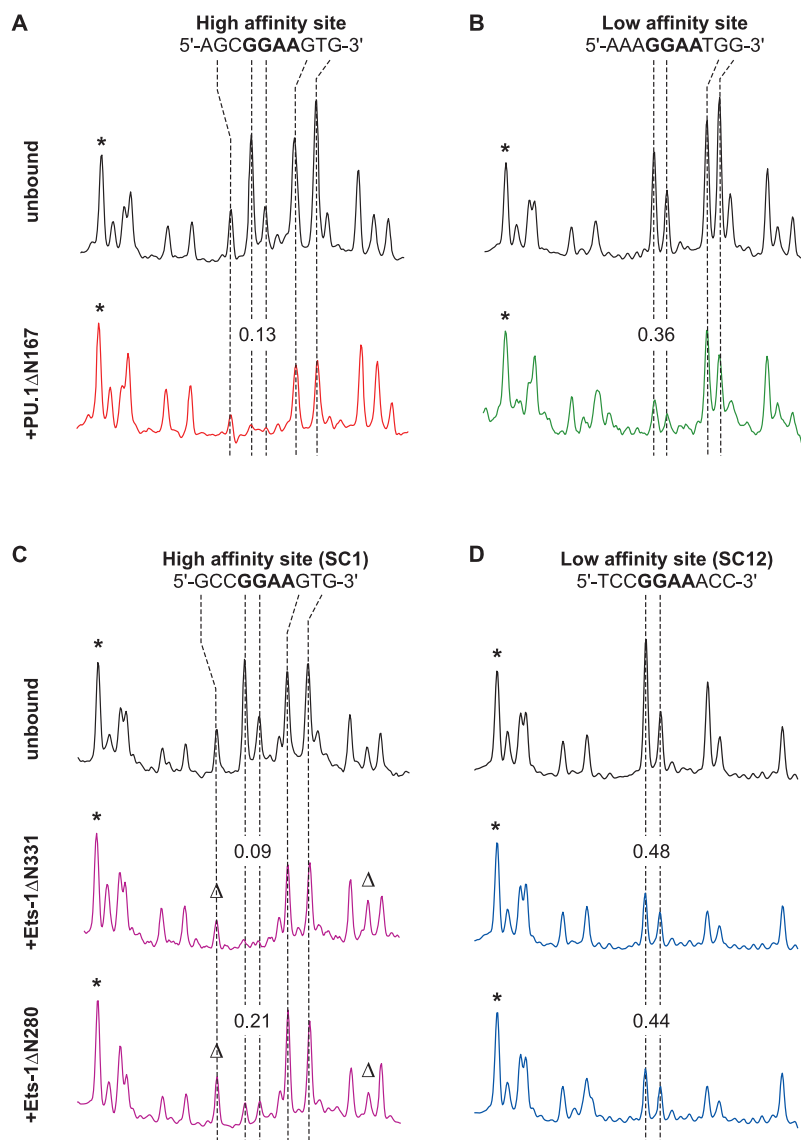 A
High affinity site
5'-AGCGGAAGTG-3'
B
Low affinity site
5'-AAAGGAATGG-3'
unbound
*
*
+PU.1ΔN167
*
0.13
*
0.36
C
High affinity site (SC1)
5'-GCCGGAAGTG-3'
D
Low affinity site (SC12)
5'-TCCGGAAACC-3'
unbound
*
*
+Ets-1ΔN331
*
0.09
Δ
Δ
*
0.48
+Ets-1ΔN280
*
0.21
Δ
Δ
*
0.44